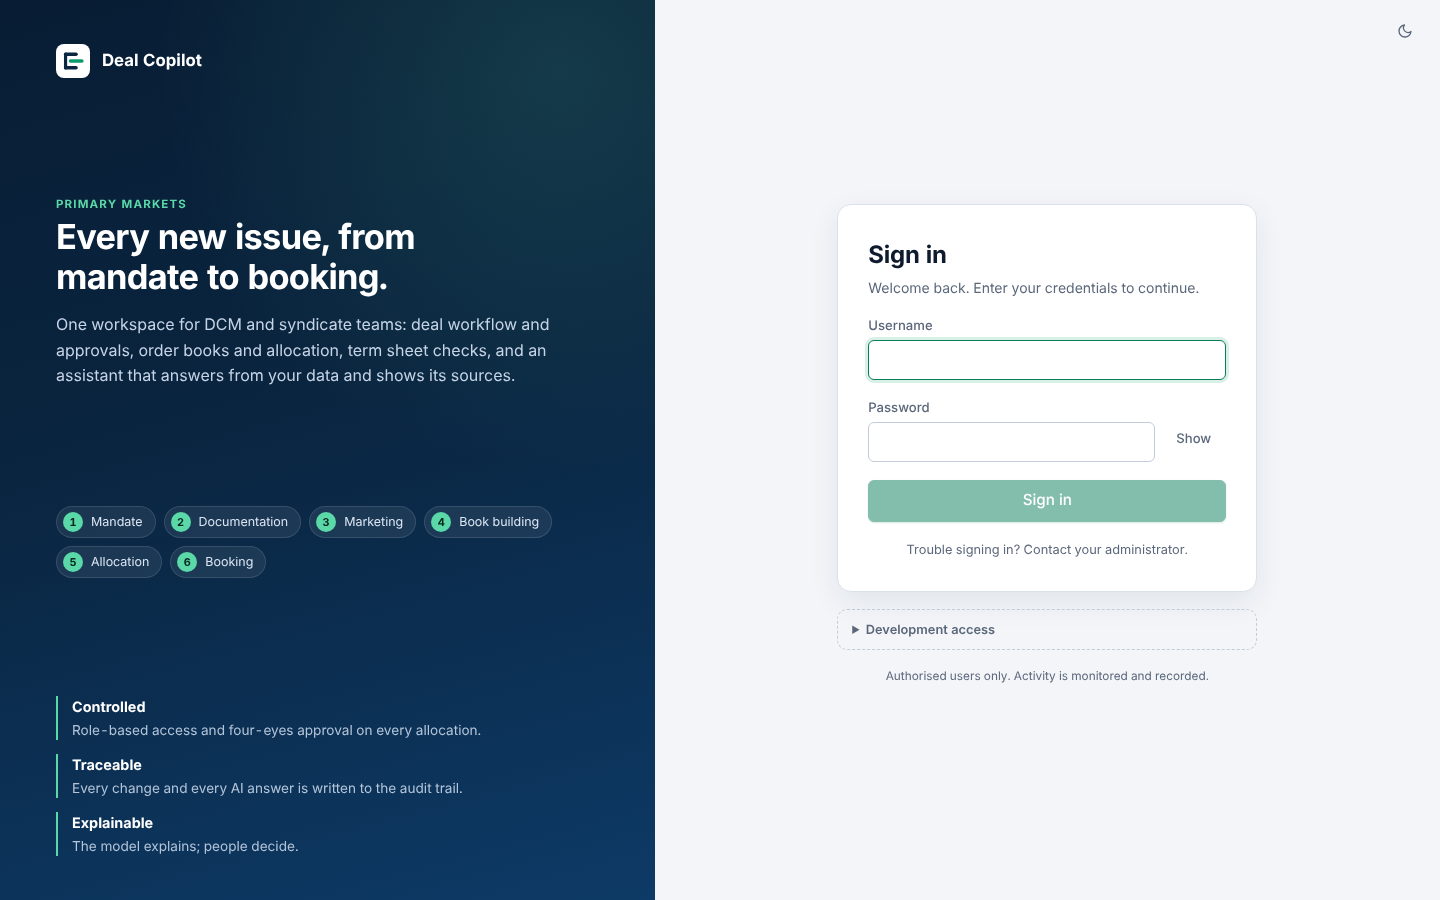 Deal Copilot
PRIMARY MARKETS
Every new issue, from
mandate to booking.
One workspace for DCM and syndicate teams: deal workflow and
approvals, order books and allocation, term sheet checks, and an
assistant that answers from your data and shows its sources.
1 Mandate
2 Documentation
3 Marketing
4 Book building
5 Allocation
6 Booking
Controlled
Role-based access and four-eyes approval on every allocation.
Traceable
Every change and every AI answer is written to the audit trail.
Explainable
The model explains; people decide.
Sign in
Welcome back. Enter your credentials to continue.
Username
Password
Show
Sign in
Trouble signing in? Contact your administrator.
Development access
Authorised users only. Activity is monitored and recorded.